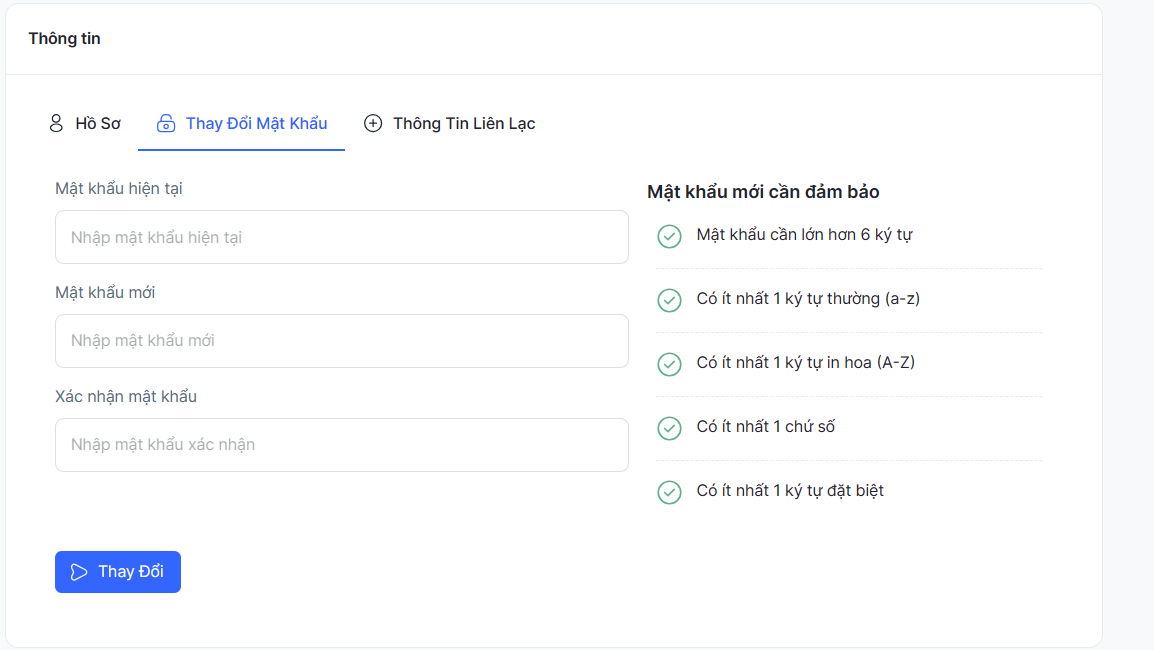 Thông tin
Hồ Sơ
Thay Đổi Mật Khẩu
Thông Tin Liên Lạc
Mật khẩu hiện tại
Nhập mật khẩu hiện tại
Mật khẩu mới
Nhập mật khẩu mới
Xác nhận mật khẩu
Nhập mật khẩu xác nhận
Thay Đổi
Mật khẩu mới cần đảm bảo
Mật khẩu cần lớn hơn 6 ký tự
Có ít nhất 1 ký tự thường (a-z)
Có ít nhất 1 ký tự in hoa (A-Z)
Có ít nhất 1 chứ số
Có ít nhất 1 ký tự đặt biệt